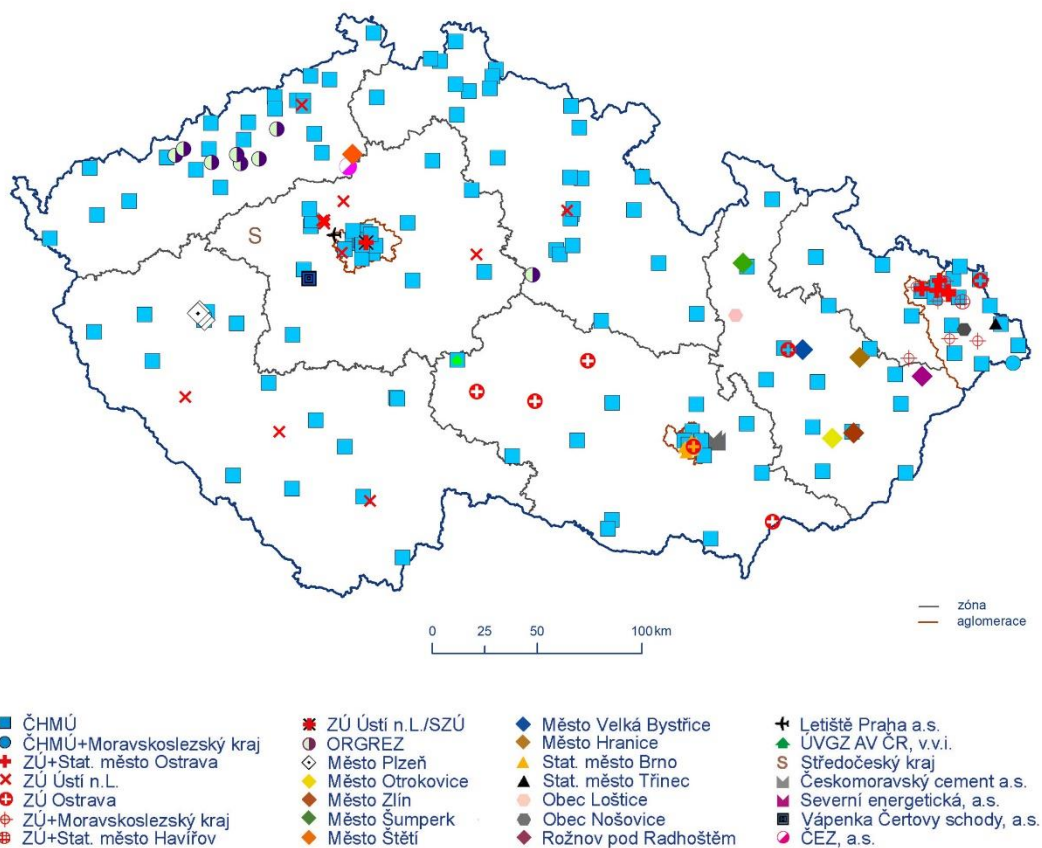 S
zóna
aglomerace
0 25 50 100km
ČHMÚ
ČHMÚ+Moravskoslezský kraj
ZÚ+Stat. město Ostrava
ZÚ Ústí n.L.
ZÚ Ostrava
ZÚ+Moravskoslezský kraj
ZÚ+Stat. město Havířov
ZÚ Ústí n.L./SZÚ
ORGREZ
Město Plzeň
Město Otrokovice
Město Zlín
Město Šumperk
Město Štětí
Město Velká Bystřice
Město Hranice
Stat. město Brno
Stat. město Třinec
Obec Loštice
Obec Nošovice
Rožnov pod Radhoštěm
Letiště Praha a.s.
ÚVGZ AV ČR, v.v.i.
S Středočeský kraj
Českomoravský cement a.s.
Severní energetická, a.s.
Vápenka Čertovy schody, a.s.
ČEZ, a.s.